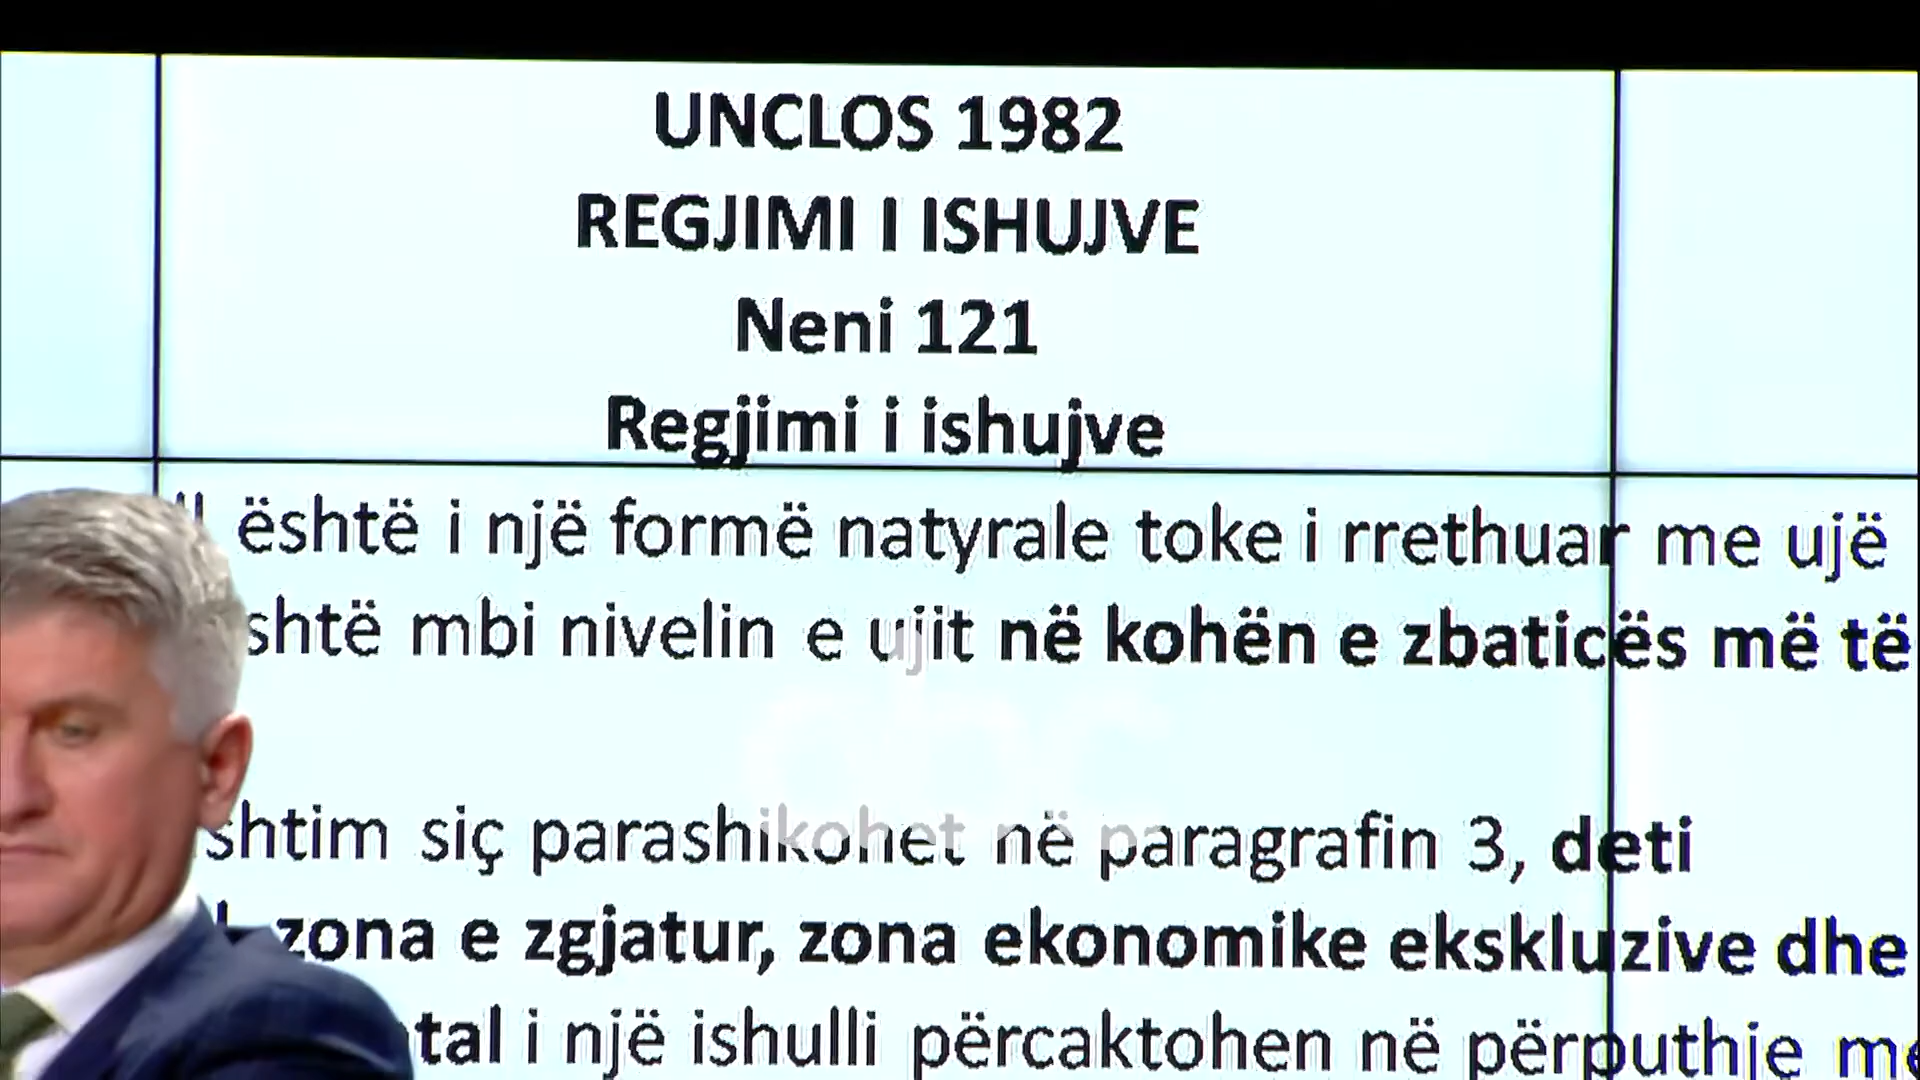 UNCLOS 1982
REGJIMI I ISHUJVE
Neni 121
Regjimi i ishujve
është i një formë natyrale toke i rrethuar me ujë
shtë mbi nivelin e ujit në kohën e zbaticës më të
shtim siç parashikohet në paragrafin 3, deti
zona e zgjatur, zona ekonomike ekskluzive dhe
tal i një ishulli përcaktohen në përputhje me